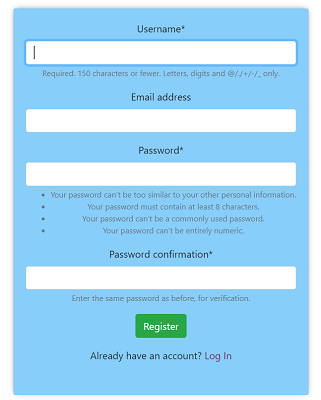 Username*
Required. 150 characters or fewer. Letters, digits and @/./+/-/_ only.
Email address
Password*
Your password can't be too similar to your other personal information.
Your password must contain at least 8 characters.
Your password can't be a commonly used password.
Your password can't be entirely numeric.
Password confirmation*
Enter the same password as before, for verification.
Register
Already have an account? Log In